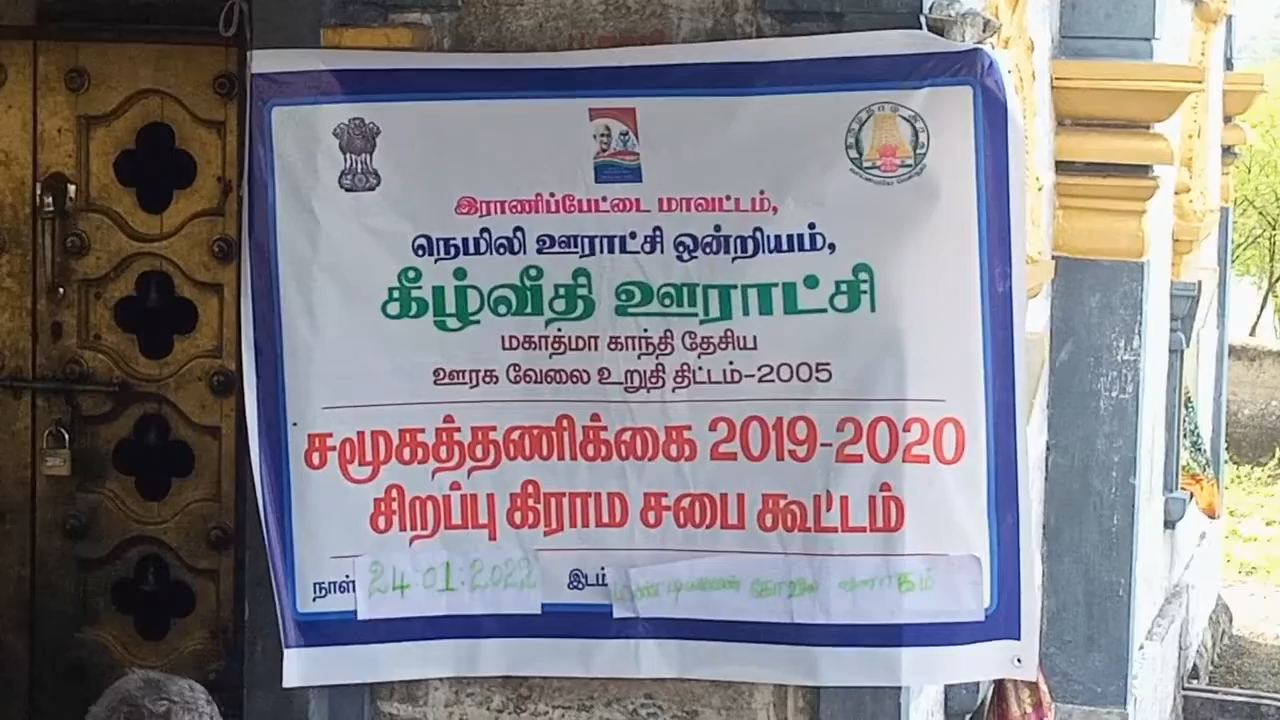 இராணிப்பேட்டை மாவட்டம்,
நெமிலி ஊராட்சி ஒன்றியம்,
கீழ்வீதி ஊராட்சி
மகாத்மா காந்தி தேசிய
ஊரக வேலை உறுதி திட்டம்-2005
சமூகத்தணிக்கை 2019-2020
சிறப்பு கிராம சபை கூட்டம்
நாள் 24.01.2022 இடம் கோவில்